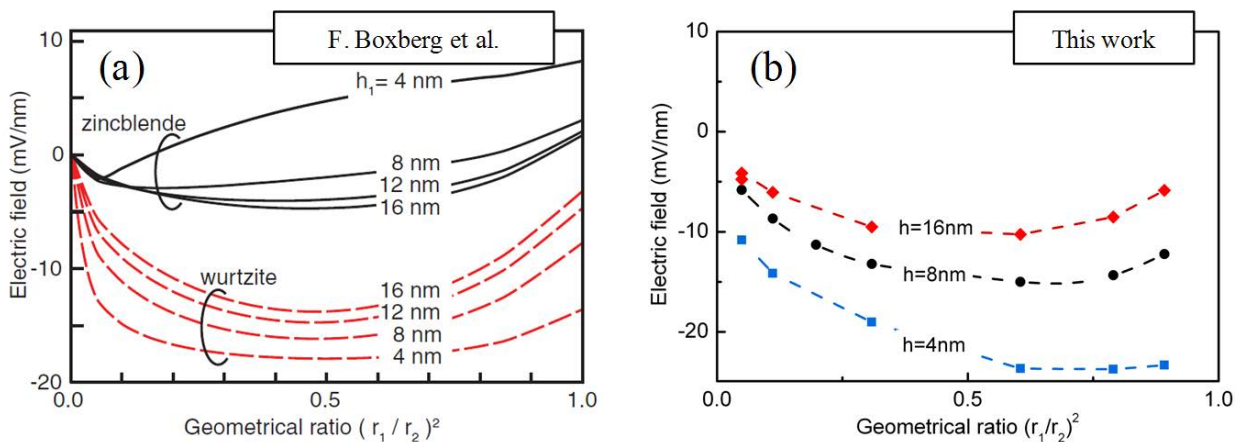 F. Boxberg et al.
(a)
10
0
-10
-20
Electric field (mV/nm)
h₁= 4 nm
zincblende
8 nm
12 nm
16 nm
wurtzite
16 nm
12 nm
8 nm
4 nm
0.0
0.5
1.0
Geometrical ratio ( r₁ / r₂ )²
This work
(b)
10
0
-10
-20
Electric field (mV/nm)
h=16nm
h=8nm
h=4nm
0.0
0.5
1.0
Geometrical ratio (r₁/r₂)²